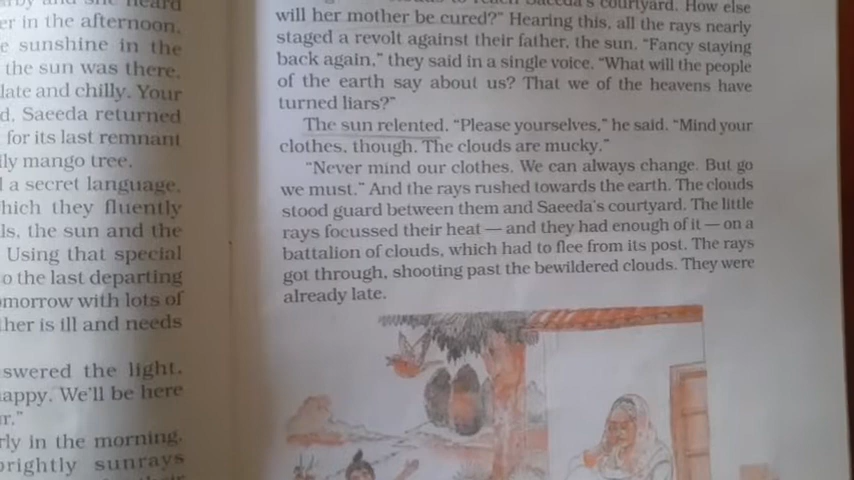 heard
er in the afternoon,
e sunshine in the
the sun was there,
late and chilly. Your
d, Saeeda returned
for its last remnant
lly mango tree.
a secret language,
hich they fluently
ls, the sun and the
Using that special
o the last departing
omorrow with lots of
ther is ill and needs
swered the light.
appy. We'll be here
r."
rly in the morning.
brightly sunrays
Saeeda's courtyard. How else
will her mother be cured?" Hearing this, all the rays nearly
staged a revolt against their father, the sun. "Fancy staying
back again," they said in a single voice. "What will the people
of the earth say about us? That we of the heavens have
turned liars?"
The sun relented. "Please yourselves," he said. "Mind your
clothes, though. The clouds are mucky."
"Never mind our clothes. We can always change. But go
we must." And the rays rushed towards the earth. The clouds
stood guard between them and Saeeda's courtyard. The little
rays focussed their heat — and they had enough of it — on a
battalion of clouds, which had to flee from its post. The rays
got through, shooting past the bewildered clouds. They were
already late.